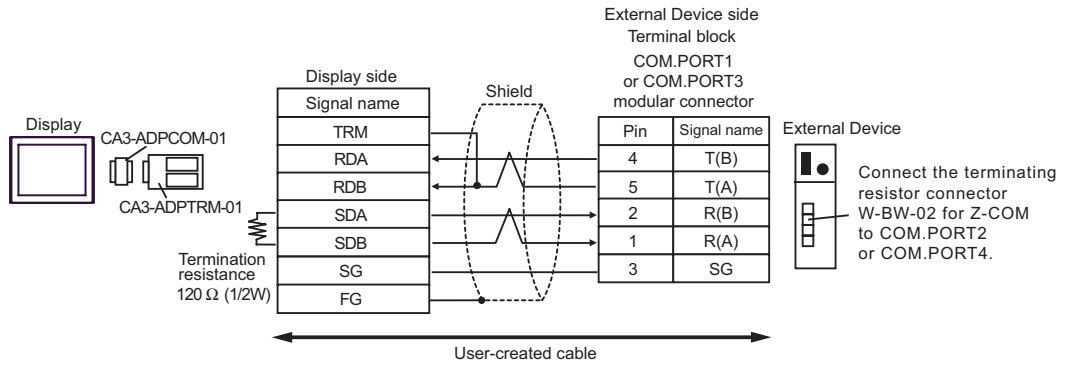 External Device side
Terminal block
COM.PORT1
or COM.PORT3
modular connector
Display side
Shield
Signal name
TRM
RDA
RDB
SDA
SDB
SG
FG
Pin Signal name
4 T(B)
5 T(A)
2 R(B)
1 R(A)
3 SG
Display
CA3-ADPCOM-01
CA3-ADPTRM-01
Termination
resistance
120 Ω (1/2W)
External Device
Connect the terminating
resistor connector
W-BW-02 for Z-COM
to COM.PORT2
or COM.PORT4.
User-created cable